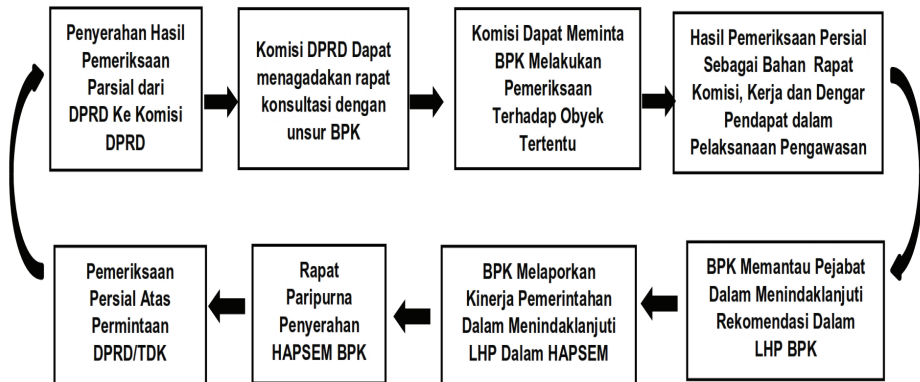 Penyerahan Hasil
Pemeriksaan
Parsial dari
DPRD Ke Komisi
DPRD
Komisi DPRD Dapat
menagadakan rapat
konsultasi dengan
unsur BPK
Komisi Dapat Meminta
BPK Melakukan
Pemeriksaan
Terhadap Obyek
Tertentu
Hasil Pemeriksaan Persial
Sebagai Bahan Rapat
Komisi, Kerja dan Dengar
Pendapat dalam
Pelaksanaan Pengawasan
Pemeriksaan
Persial Atas
Permintaan
DPRD/TDK
Rapat
Paripurna
Penyerahan
HAPSEM BPK
BPK Melaporkan
Kinerja Pemerintahan
Dalam Menindaklanjuti
LHP Dalam HAPSEM
BPK Memantau Pejabat
Dalam Menindaklanjuti
Rekomendasi Dalam
LHP BPK